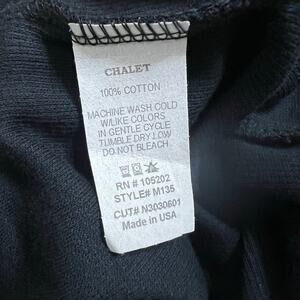 CHALET
100% COTTON
MACHINE WASH COLD
W/LIKE COLORS
IN GENTLE CYCLE
TUMBLE DRY LOW
DO NOT BLEACH
RN # 105202
STYLE# M135
CUT# N3030601
Made in USA